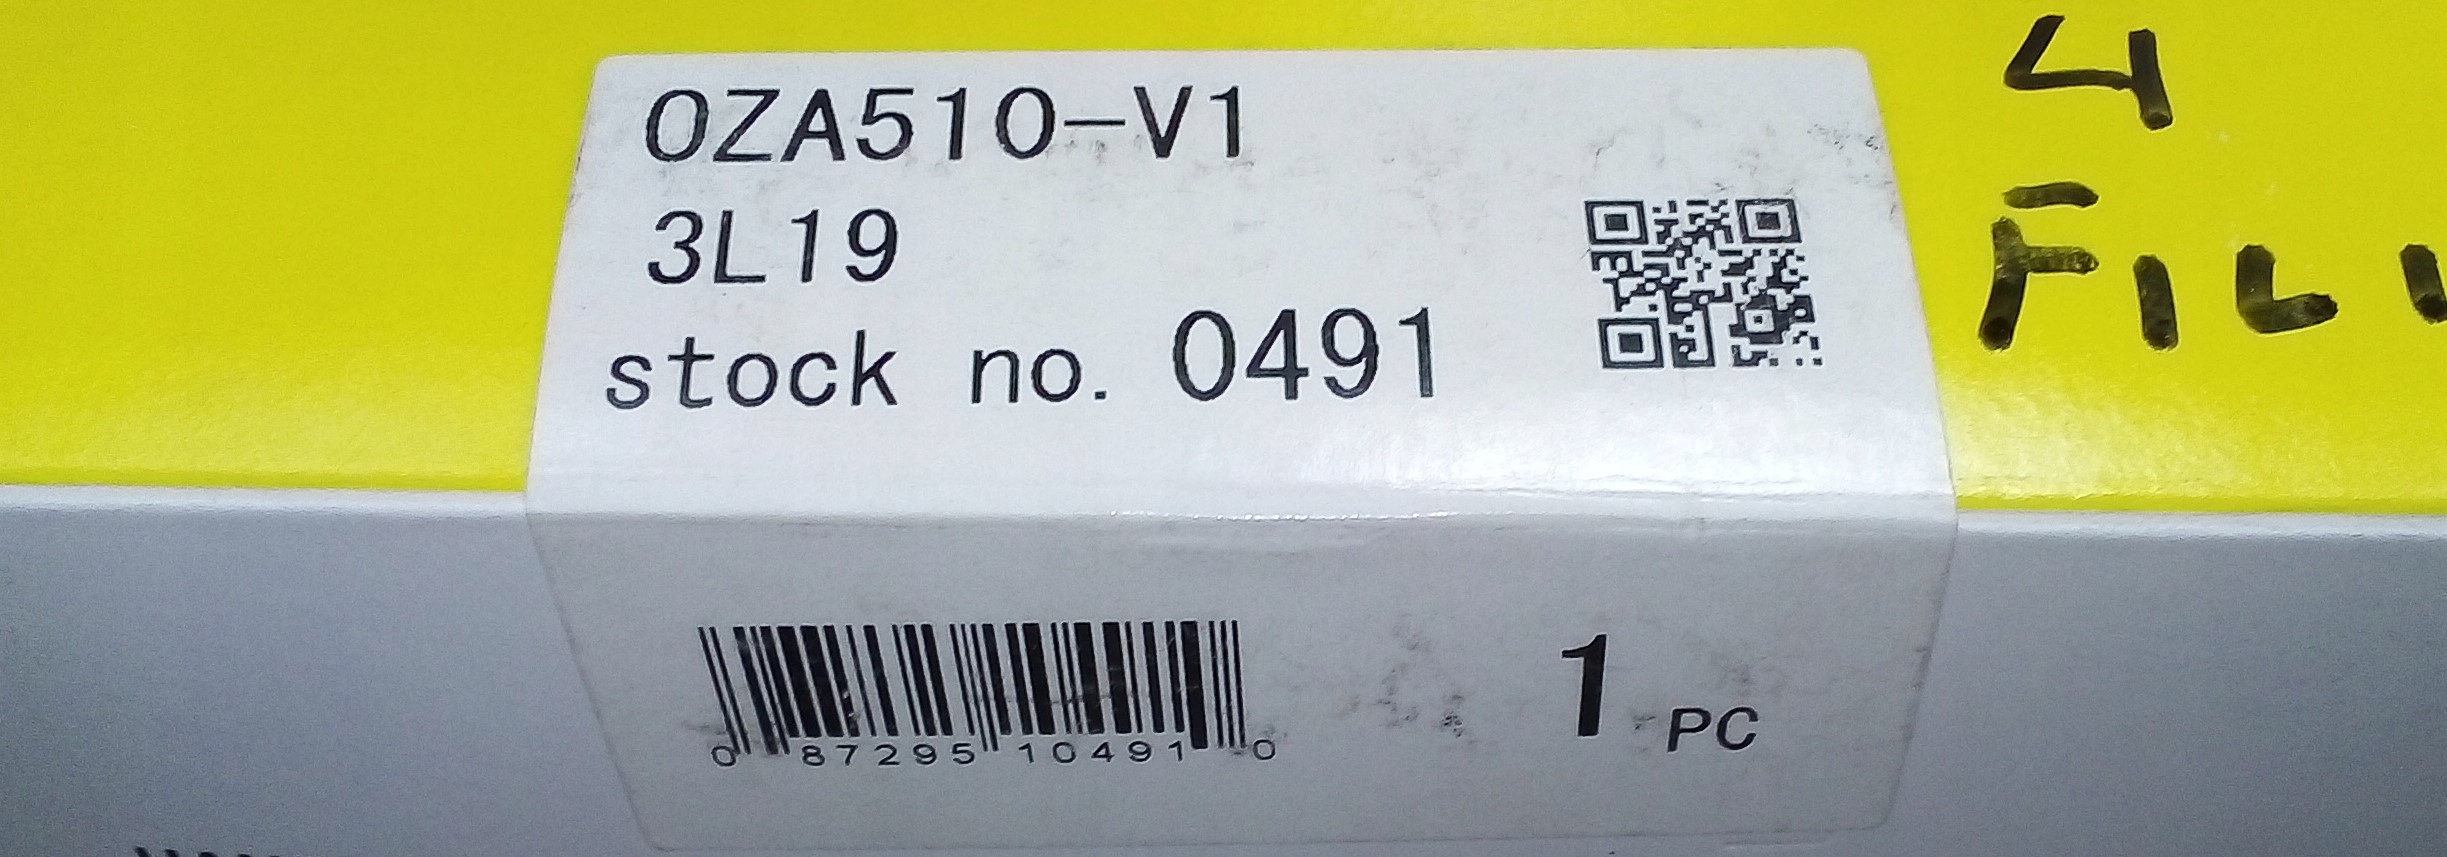 OZA510-V1
3L19
stock no. 0491
0 87295 10491 0
1 PC
4